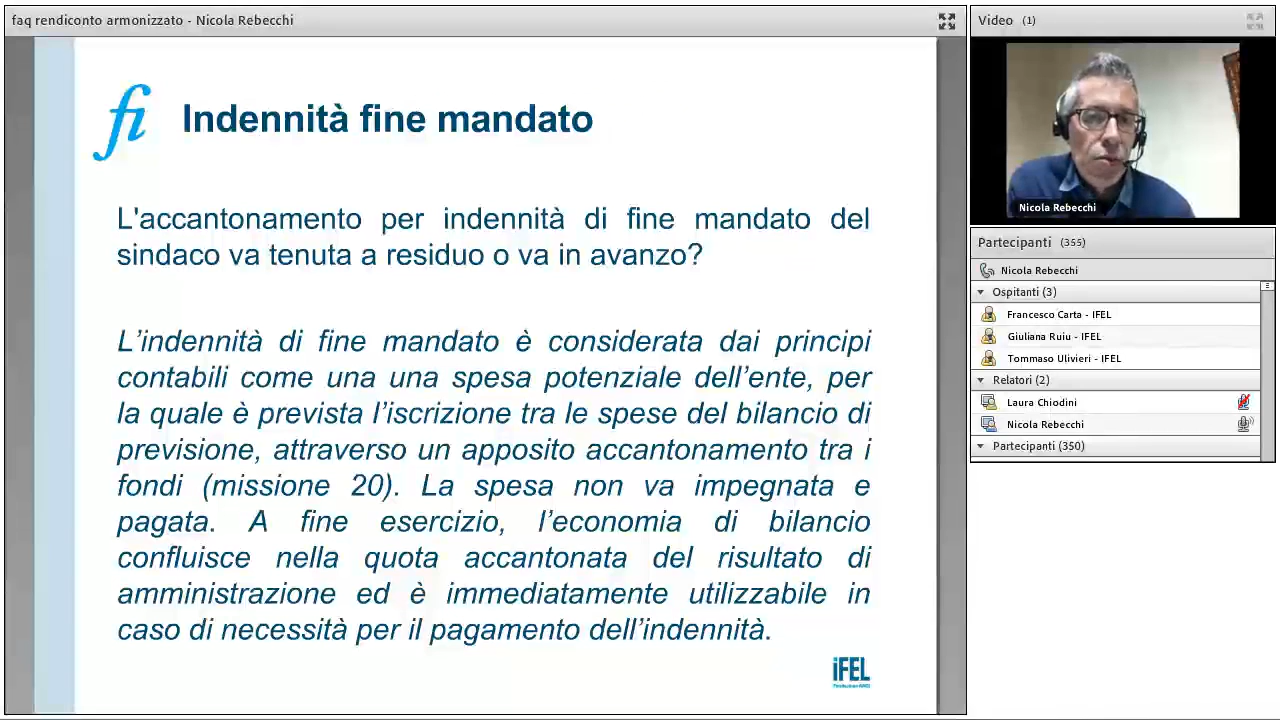 faq rendiconto armonizzato - Nicola Rebecchi
fi
Indennità fine mandato
L'accantonamento per indennità di fine mandato del
sindaco va tenuta a residuo o va in avanzo?
L’indennità di fine mandato è considerata dai principi
contabili come una una spesa potenziale dell’ente, per
la quale è prevista l’iscrizione tra le spese del bilancio di
previsione, attraverso un apposito accantonamento tra i
fondi (missione 20). La spesa non va impegnata e
pagata. A fine esercizio, l’economia di bilancio
confluisce nella quota accantonata del risultato di
amministrazione ed è immediatamente utilizzabile in
caso di necessità per il pagamento dell’indennità.
iFEL
Fondazione ANCI
Video (1)
Nicola Rebecchi
Partecipanti (355)
Nicola Rebecchi
Ospitanti (3)
Francesco Carta - IFEL
Giuliana Ruiu - IFEL
Tommaso Ulivieri - IFEL
Relatori (2)
Laura Chiodini
Nicola Rebecchi
Partecipanti (350)